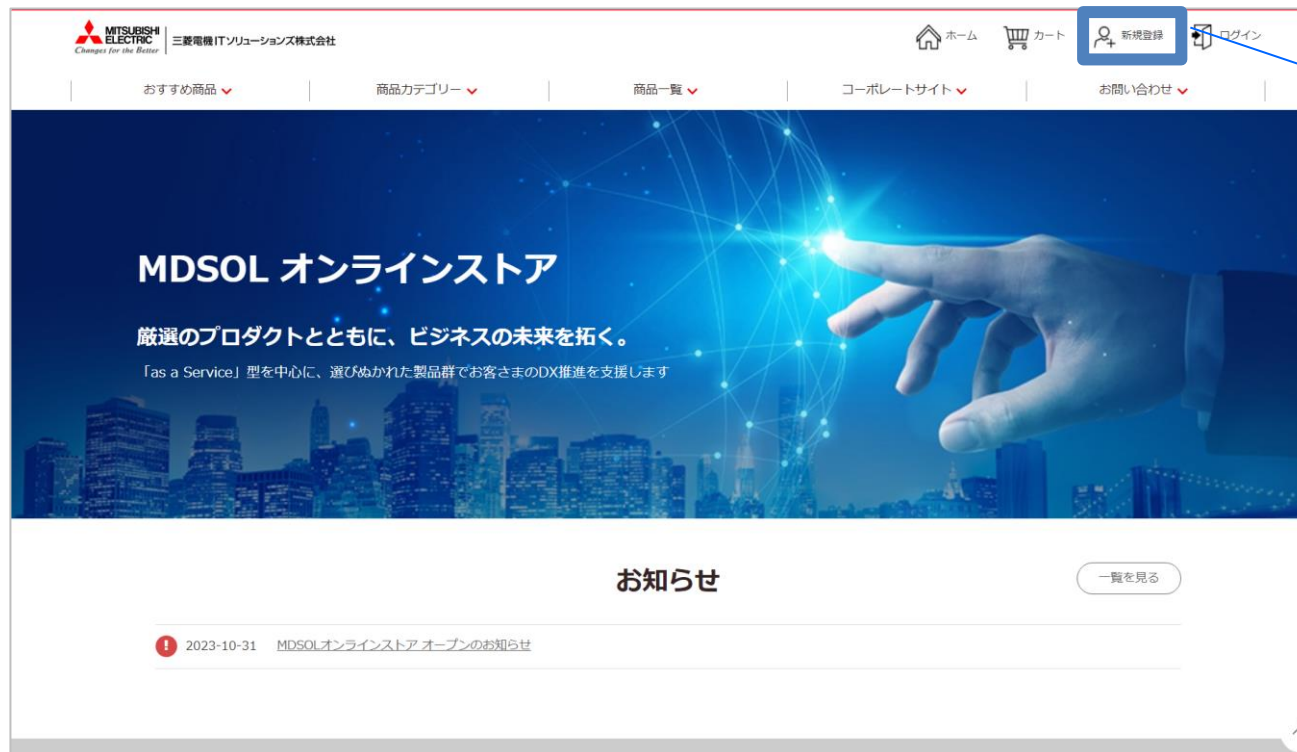 MITSUBISHI
ELECTRIC
Changes for the Better
三菱電機ITソリューションズ株式会社
ホーム
カート
新規登録
ログイン
おすすめ商品
商品カテゴリー
商品一覧
コーポレートサイト
お問い合わせ
MDSOL オンラインストア
厳選のプロダクトとともに、ビジネスの未来を拓く。
「as a Service」型を中心に、選びぬかれた製品群でお客さまのDX推進を支援します
お知らせ
一覧を見る
2023-10-31 MDSOLオンラインストア オープンのお知らせ